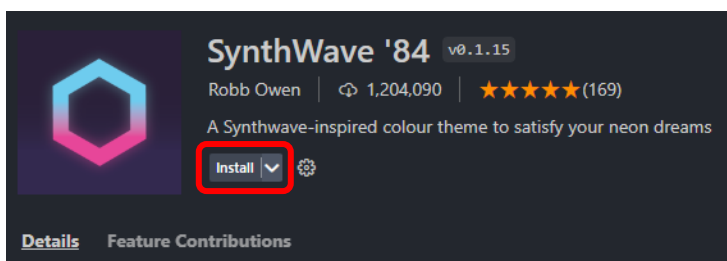 SynthWave '84 v0.1.15
Robb Owen 1,204,090 ★★★★★(169)
A Synthwave-inspired colour theme to satisfy your neon dreams
Install
Details Feature Contributions